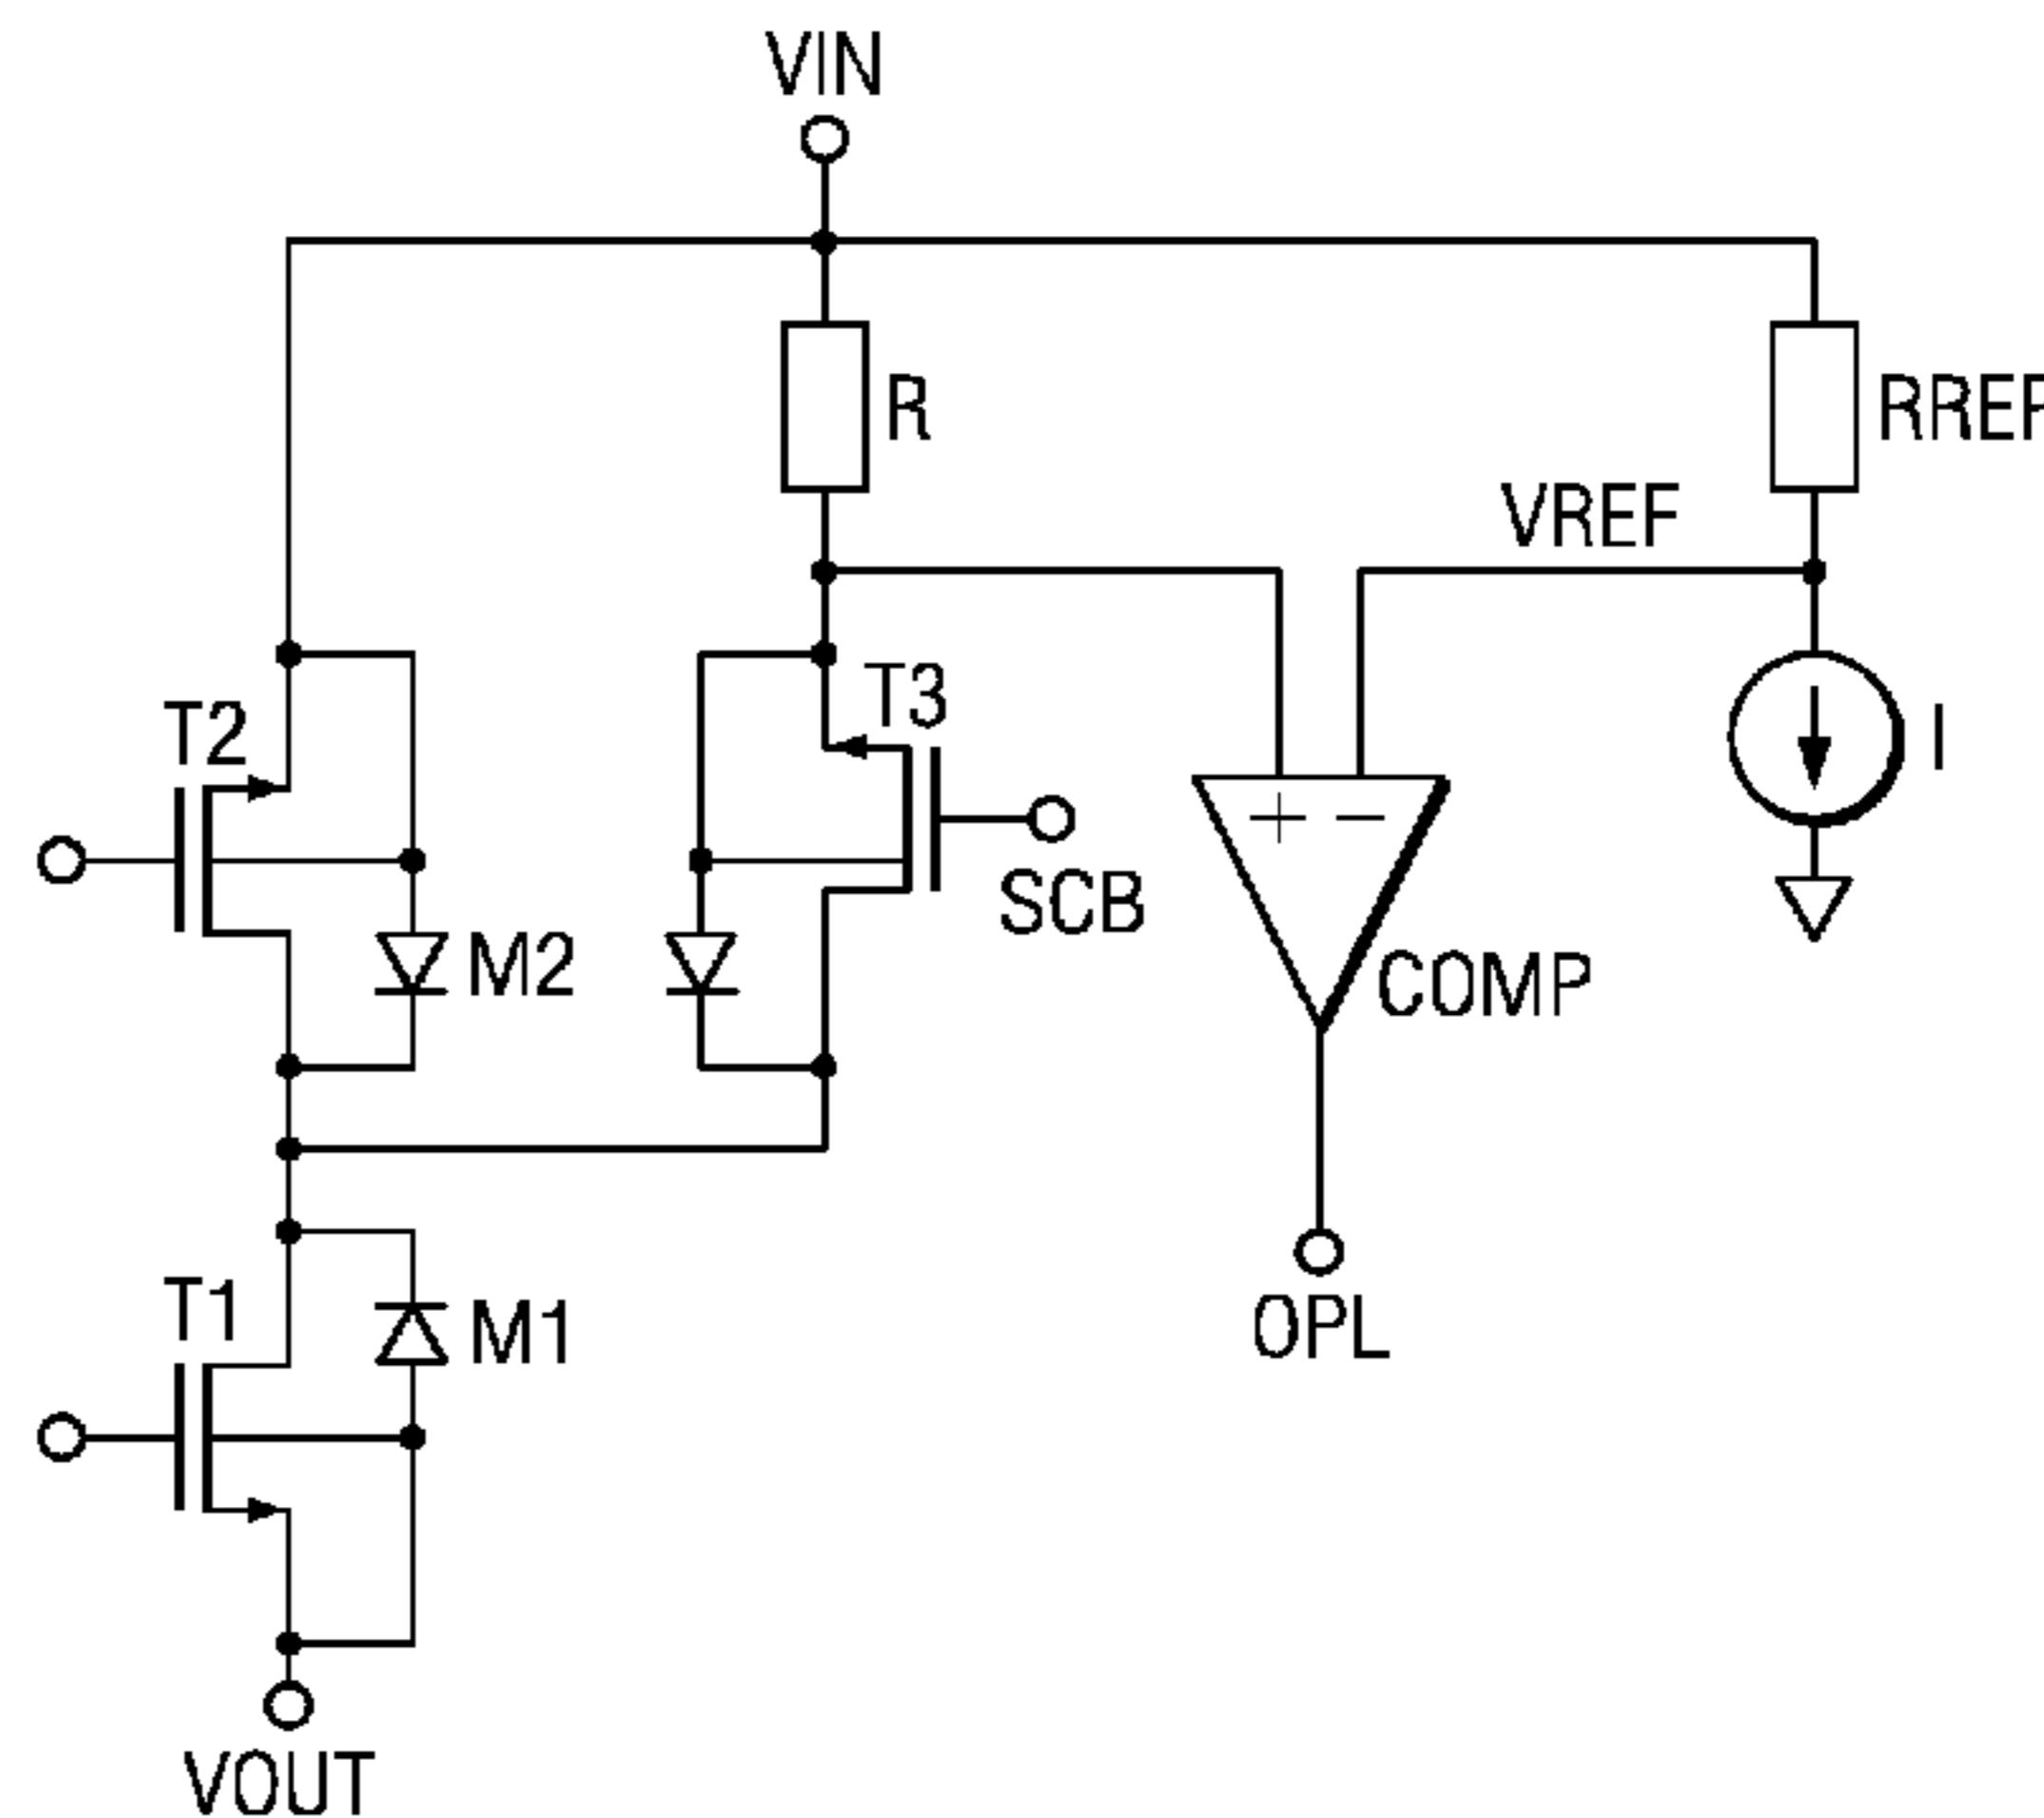 VIN
R
RREF
VREF
T2
T3
I
SCB
M2
COMP
T1
M1
OPL
VOUT
+ −